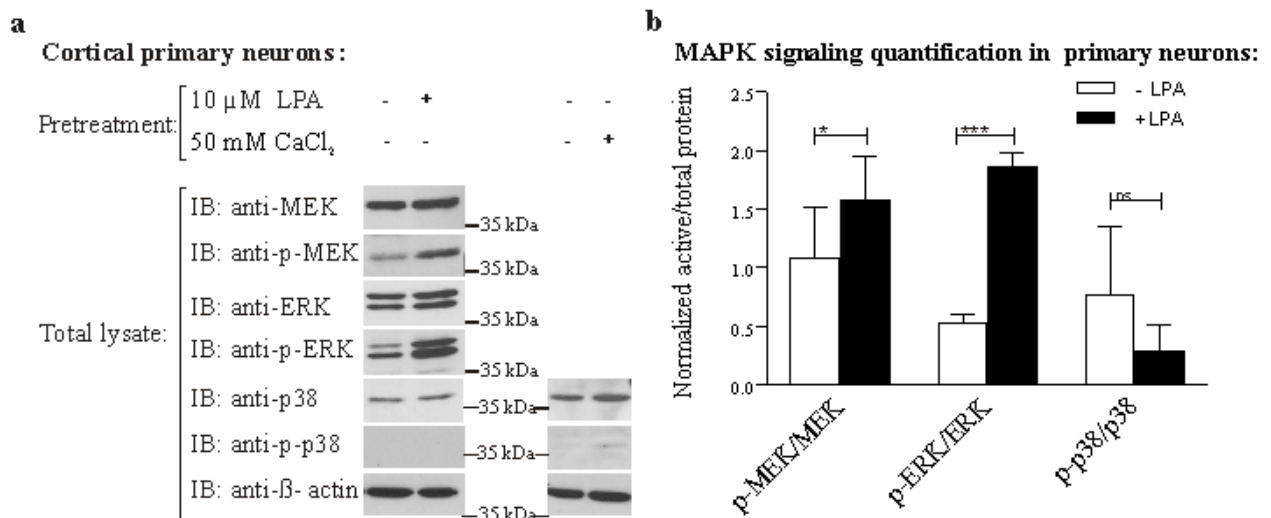 a
Cortical primary neurons:
Pretreatment:
10 µM LPA - + - -
50 mM CaCl₂ - - - +
Total lysate:
IB: anti-MEK
35 kDa
IB: anti-p-MEK
35 kDa
IB: anti-ERK
35 kDa
IB: anti-p-ERK
35 kDa
IB: anti-p38
35 kDa
IB: anti-p-p38
35 kDa
IB: anti-ß- actin
35 kDa
b
MAPK signaling quantification in primary neurons:
- LPA
+ LPA
Normalized active/total protein
2.5
2.0
1.5
1.0
0.5
0.0
*
***
ns
p-MEK/MEK
p-ERK/ERK
p-p38/p38